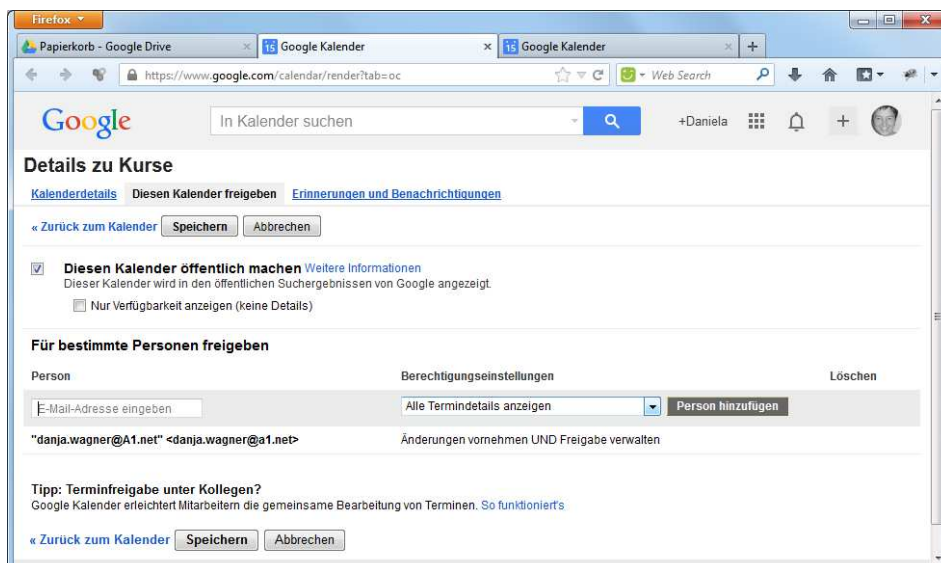 Firefox
Papierkorb - Google Drive
Google Kalender
Google Kalender
https://www.google.com/calendar/render?tab=oc
Web Search
Google
In Kalender suchen
+Daniela
Details zu Kurse
Kalenderdetails Diesen Kalender freigeben Erinnerungen und Benachrichtigungen
« Zurück zum Kalender Speichern Abbrechen
Diesen Kalender öffentlich machen Weitere Informationen
Dieser Kalender wird in den öffentlichen Suchergebnissen von Google angezeigt.
Nur Verfügbarkeit anzeigen (keine Details)
Für bestimmte Personen freigeben
Person Berechtigungseinstellungen Löschen
E-Mail-Adresse eingeben Alle Termindetails anzeigen Person hinzufügen
"danja.wagner@A1.net" <danja.wagner@a1.net> Änderungen vornehmen UND Freigabe verwalten
Tipp: Terminfreigabe unter Kollegen?
Google Kalender erleichtert Mitarbeitern die gemeinsame Bearbeitung von Terminen. So funktioniert's
« Zurück zum Kalender Speichern Abbrechen